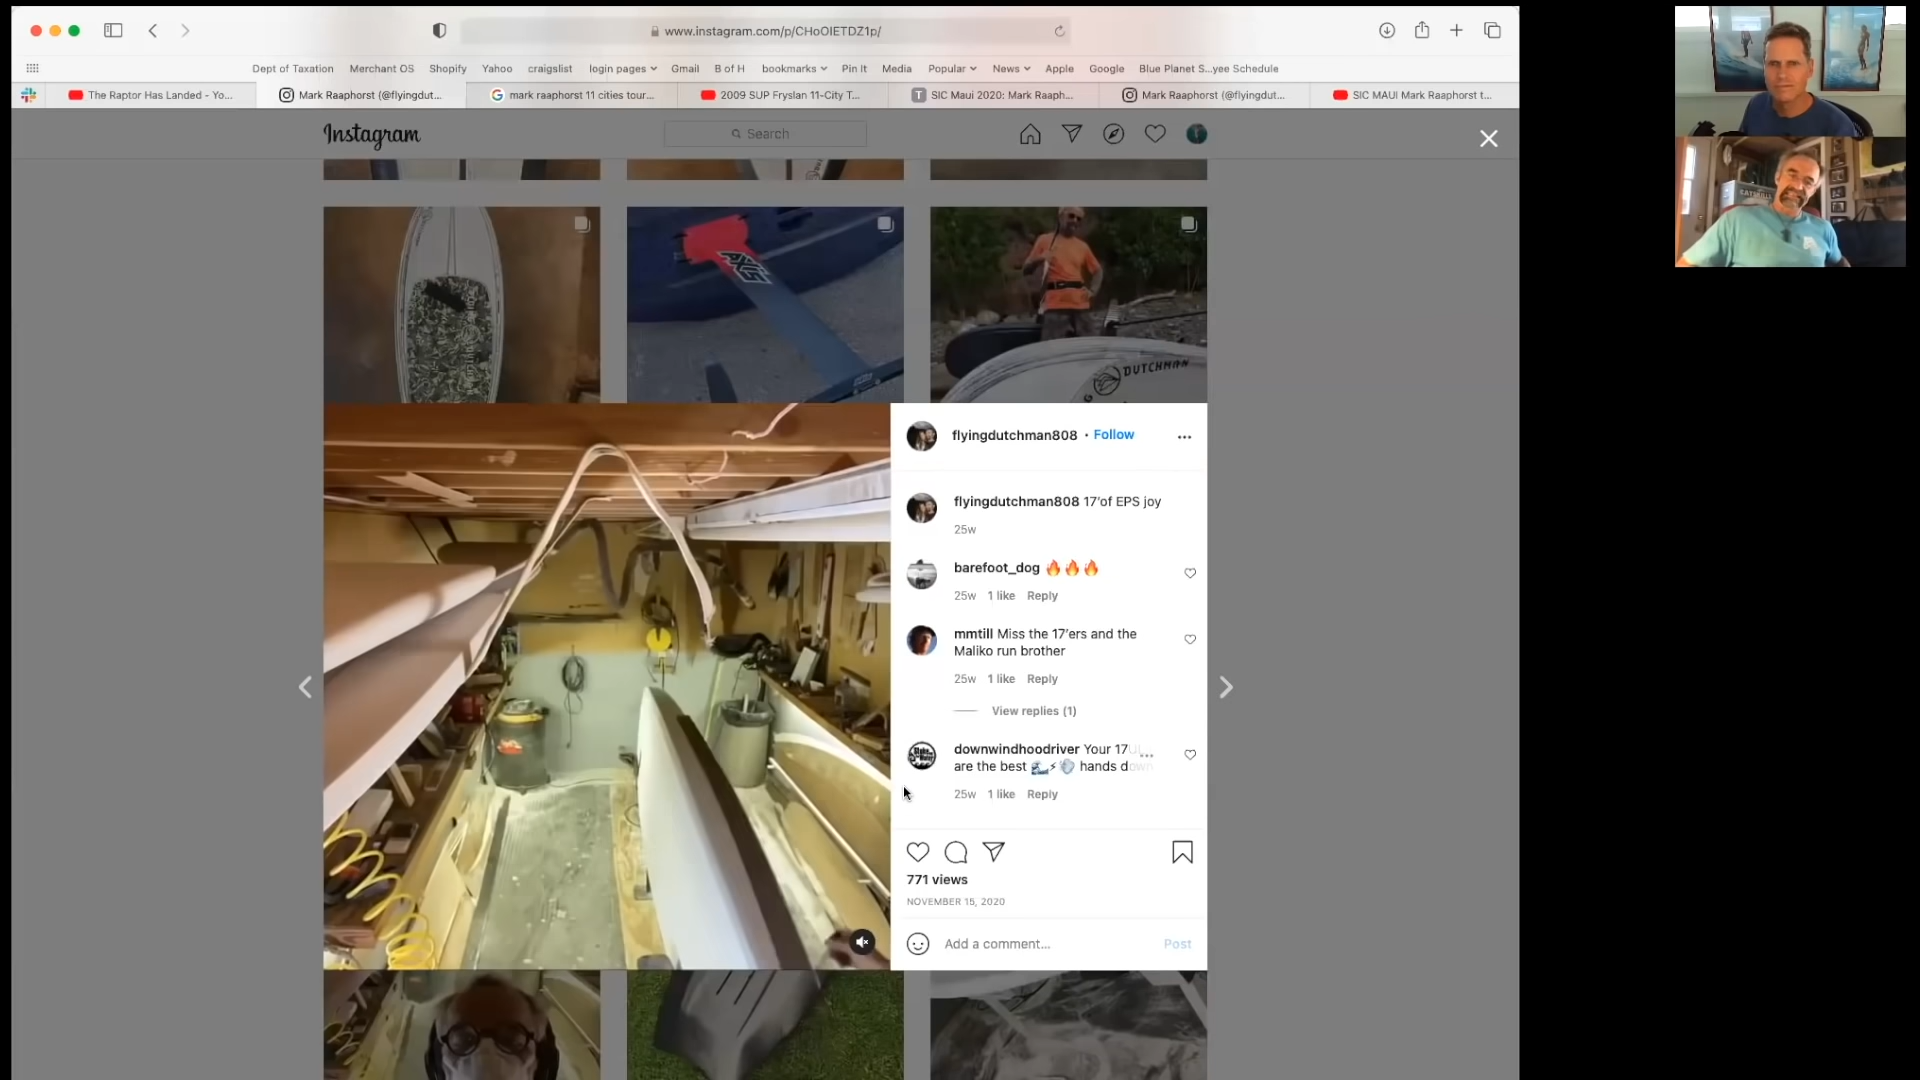 www.instagram.com/p/CHoOIETDZ1p/
Dept of Taxation Merchant OS Shopify Yahoo craigslist login pages Gmail B of H bookmarks Pin It Media Popular News Apple Google Blue Planet S...yee Schedule
The Raptor Has Landed - Yo... Mark Raaphorst (@flyingdut... mark raaphorst 11 cities tour... 2009 SUP Fryslan 11-City T... SIC Maui 2020: Mark Raaph... Mark Raaphorst (@flyingdut... SIC MAUI Mark Raaphorst t...
Instagram
Search
AXIS
DUTCHMAN
flyingdutchman808 • Follow
flyingdutchman808 17'of EPS joy
25w
barefoot_dog 🔥🔥🔥
25w 1 like Reply
mmtill Miss the 17'ers and the
Maliko run brother
25w 1 like Reply
View replies (1)
downwindhoodriver Your 17
are the best 🌊⚡💨 hands down
25w 1 like Reply
771 views
NOVEMBER 15, 2020
Add a comment...
Post